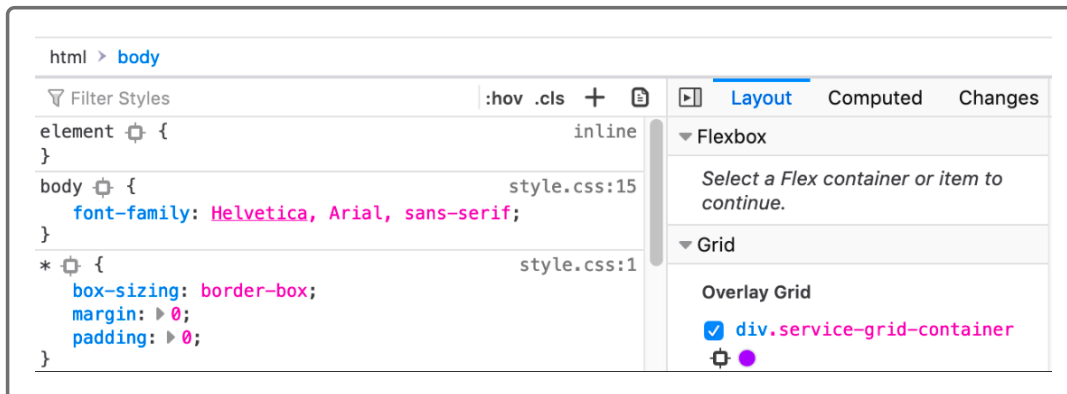 html > body
Filter Styles :hov .cls +
element {
inline
}
body {
style.css:15
font-family: Helvetica, Arial, sans-serif;
}
* {
style.css:1
box-sizing: border-box;
margin: 0;
padding: 0;
}
Layout Computed Changes
Flexbox
Select a Flex container or item to
continue.
Grid
Overlay Grid
div.service-grid-container